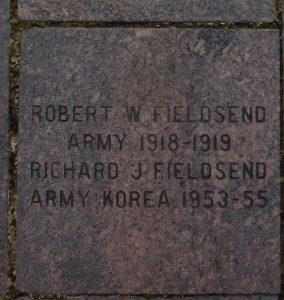 ROBERT W FIELDSEND
ARMY 1918-1919
RICHARD J FIELDSEND
ARMY KOREA 1953-55